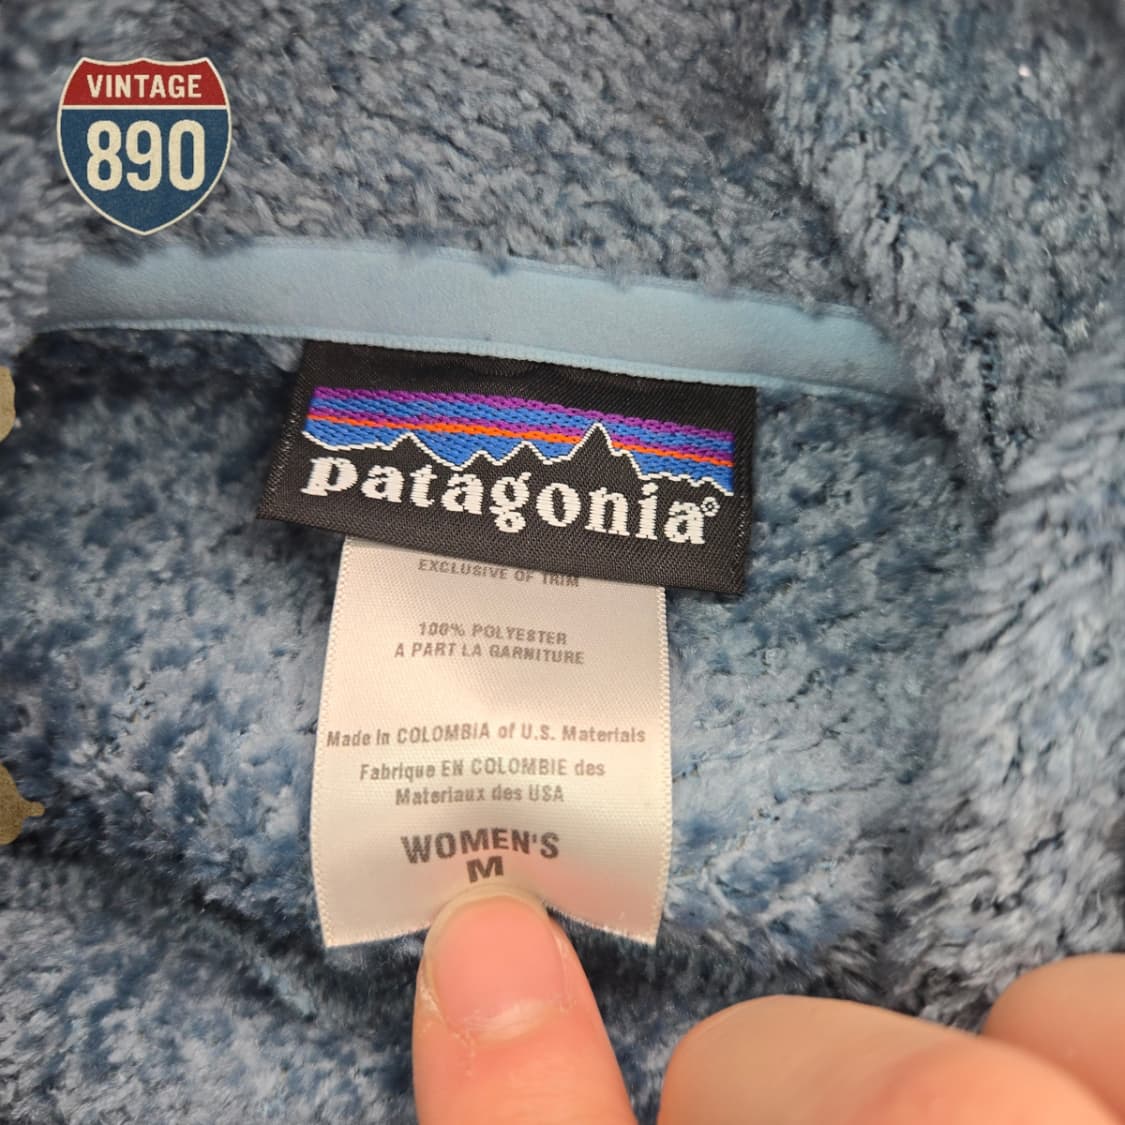 VINTAGE
890
patagonia®
EXCLUSIVE OF TRIM
100% POLYESTER
A PART LA GARNITURE
Made In COLOMBIA of U.S. Materials
Fabrique EN COLOMBIE des
Materiaux des USA
WOMEN'S
M